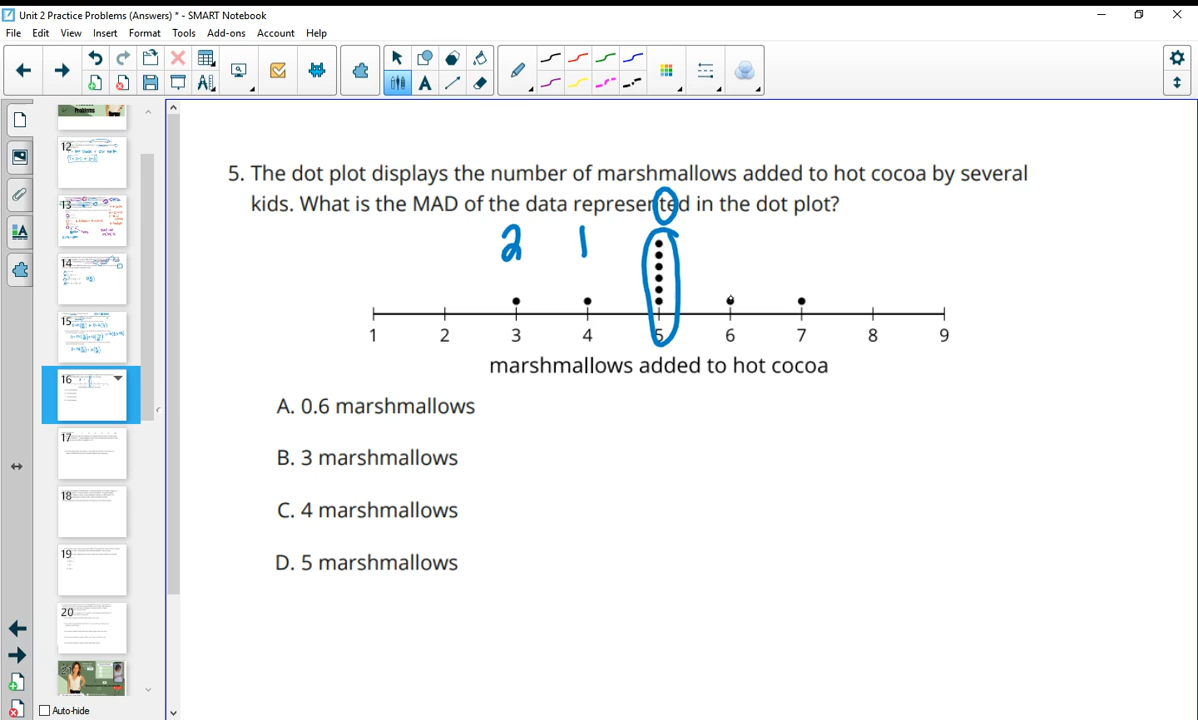 Unit 2 Practice Problems (Answers) * - SMART Notebook
File Edit View Insert Format Tools Add-ons Account Help
Problems
12
13
14
15
16
17
18
19
20
Auto-hide
5. The dot plot displays the number of marshmallows added to hot cocoa by several
kids. What is the MAD of the data represented in the dot plot?
0
2 1
1 2 3 4 5 6 7 8 9
marshmallows added to hot cocoa
A. 0.6 marshmallows
B. 3 marshmallows
C. 4 marshmallows
D. 5 marshmallows